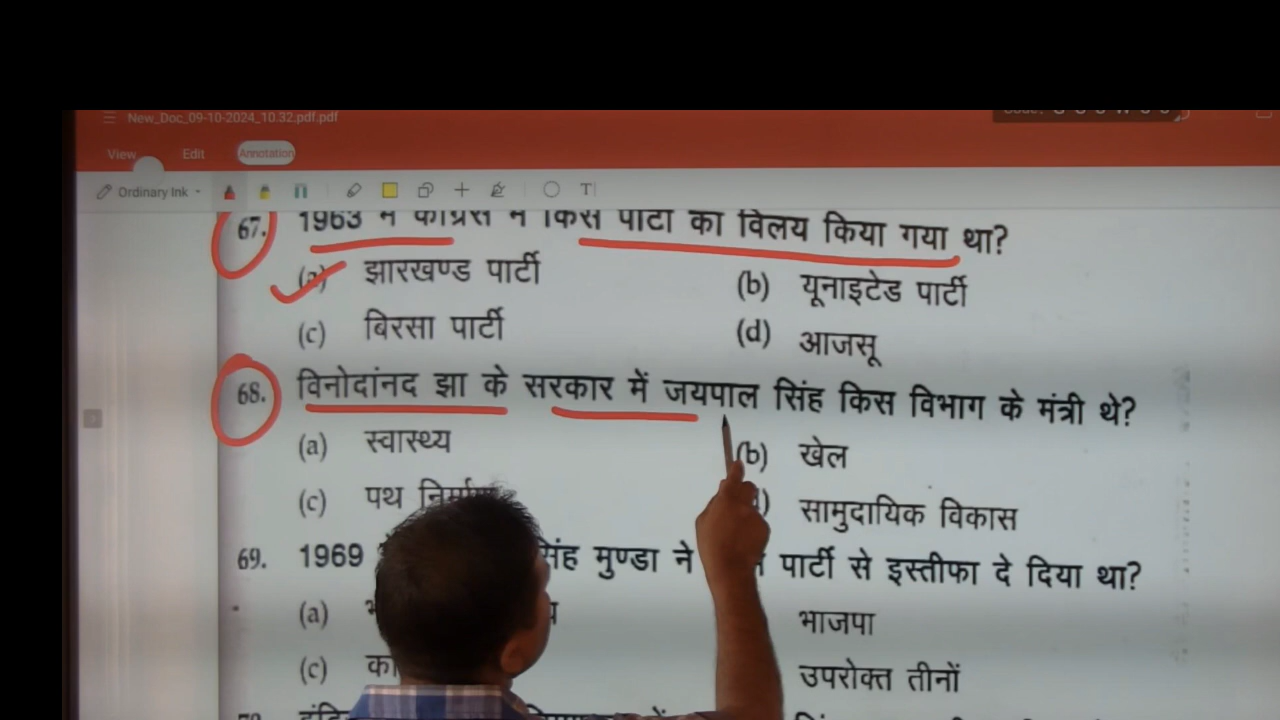 New_Doc_09-10-2024_10.32.pdf.pdf
View Edit Annotation
Ordinary Ink T
67. 1963 में कांग्रेस में किस पार्टी का विलय किया गया था?
(a) झारखण्ड पार्टी (b) यूनाइटेड पार्टी
(c) बिरसा पार्टी (d) आजसू
68. विनोदांनद झा के सरकार में जयपाल सिंह किस विभाग के मंत्री थे?
(a) स्वास्थ्य (b) खेल
(c) पथ निर्माण सामुदायिक विकास
69. 1969 सिंह मुण्डा ने पार्टी से इस्तीफा दे दिया था?
(a) भाजपा
(c) उपरोक्त तीनों